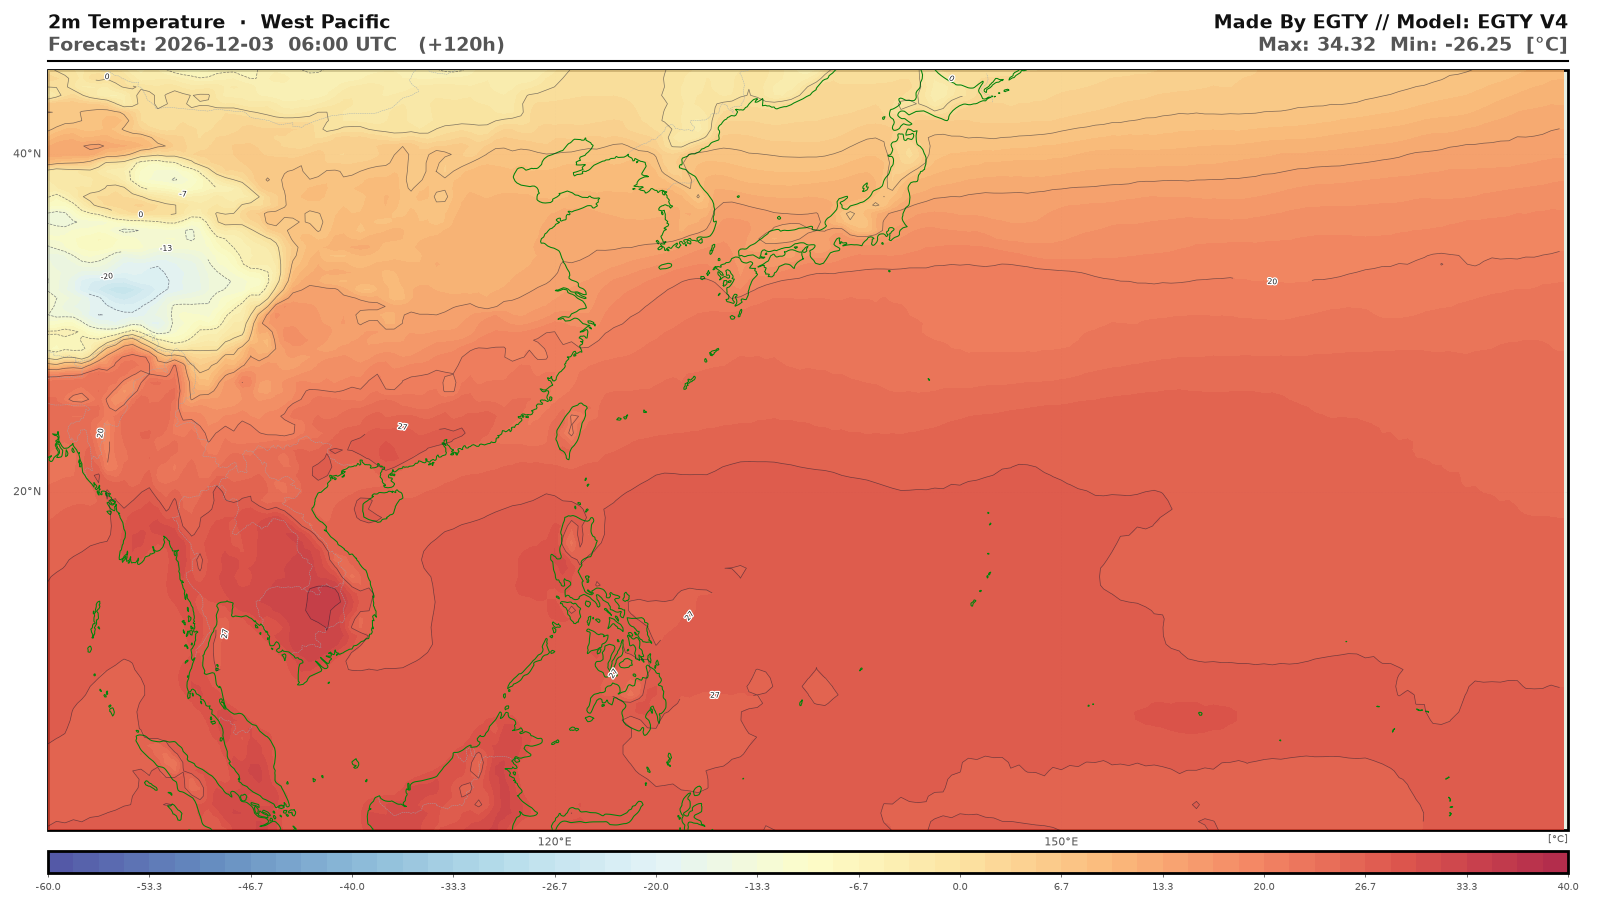 2m Temperature · West Pacific
Made By EGTY // Model: EGTY V4
Forecast: 2026-12-03 06:00 UTC (+120h)
Max: 34.32 Min: -26.25 [°C]
0
0
40°N
-7
0
-13
-20
20
27
20
20°N
27
27
27
27
120°E
150°E
[°C]
-60.0 -53.3 -46.7 -40.0 -33.3 -26.7 -20.0 -13.3 -6.7 0.0 6.7 13.3 20.0 26.7 33.3 40.0